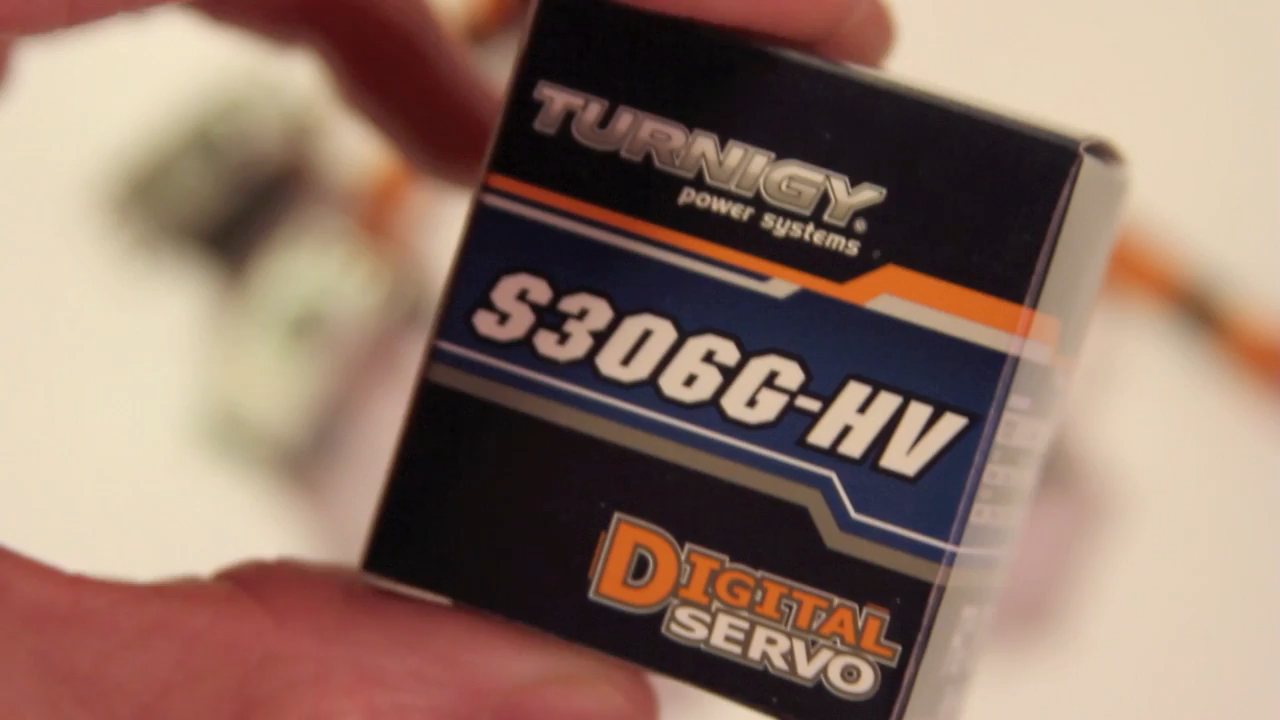 TURNIGY®
power systems
S306G-HV
DIGITAL
SERVO